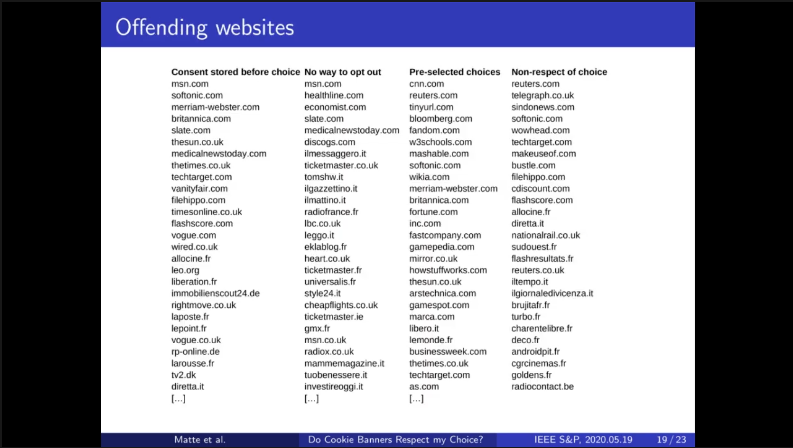 Offending websites
Consent stored before choice No way to opt out Pre-selected choices Non-respect of choice
msn.com msn.com cnn.com reuters.com
softonic.com healthline.com reuters.com telegraph.co.uk
merriam-webster.com economist.com tinyurl.com sindonews.com
britannica.com slate.com bloomberg.com softonic.com
slate.com medicalnewstoday.com fandom.com wowhead.com
thesun.co.uk discogs.com w3schools.com techtarget.com
medicalnewstoday.com ilmessaggero.it mashable.com makeuseof.com
thetimes.co.uk ticketmaster.co.uk softonic.com bustle.com
techtarget.com tomshw.it wikia.com filehippo.com
vanityfair.com ilgazzettino.it merriam-webster.com cdiscount.com
filehippo.com ilmattino.it britannica.com flashscore.com
timesonline.co.uk radiofrance.fr fortune.com allocine.fr
flashscore.com lbc.co.uk inc.com diretta.it
vogue.com leggo.it fastcompany.com nationalrail.co.uk
wired.co.uk eklablog.fr gamepedia.com sudouest.fr
allocine.fr heart.co.uk mirror.co.uk flashresultats.fr
leo.org ticketmaster.fr howstuffworks.com reuters.co.uk
liberation.fr universalis.fr thesun.co.uk iltempo.it
immobilienscout24.de style24.it arstechnica.com ilgiornaledivicenza.it
rightmove.co.uk cheapflights.co.uk gamespot.com brujitafr.fr
laposte.fr ticketmaster.ie marca.com turbo.fr
lepoint.fr gmx.fr libero.it charentelibre.fr
vogue.co.uk msn.co.uk lemonde.fr deco.fr
rp-online.de radiox.co.uk businessweek.com androidpit.fr
larousse.fr mammemagazine.it thetimes.co.uk cgrcinemas.fr
tv2.dk tuobenessere.it techtarget.com goldens.fr
diretta.it investireoggi.it as.com radiocontact.be
[...] [...] [...]
Matte et al. Do Cookie Banners Respect my Choice? IEEE S&P, 2020.05.19 19 / 23